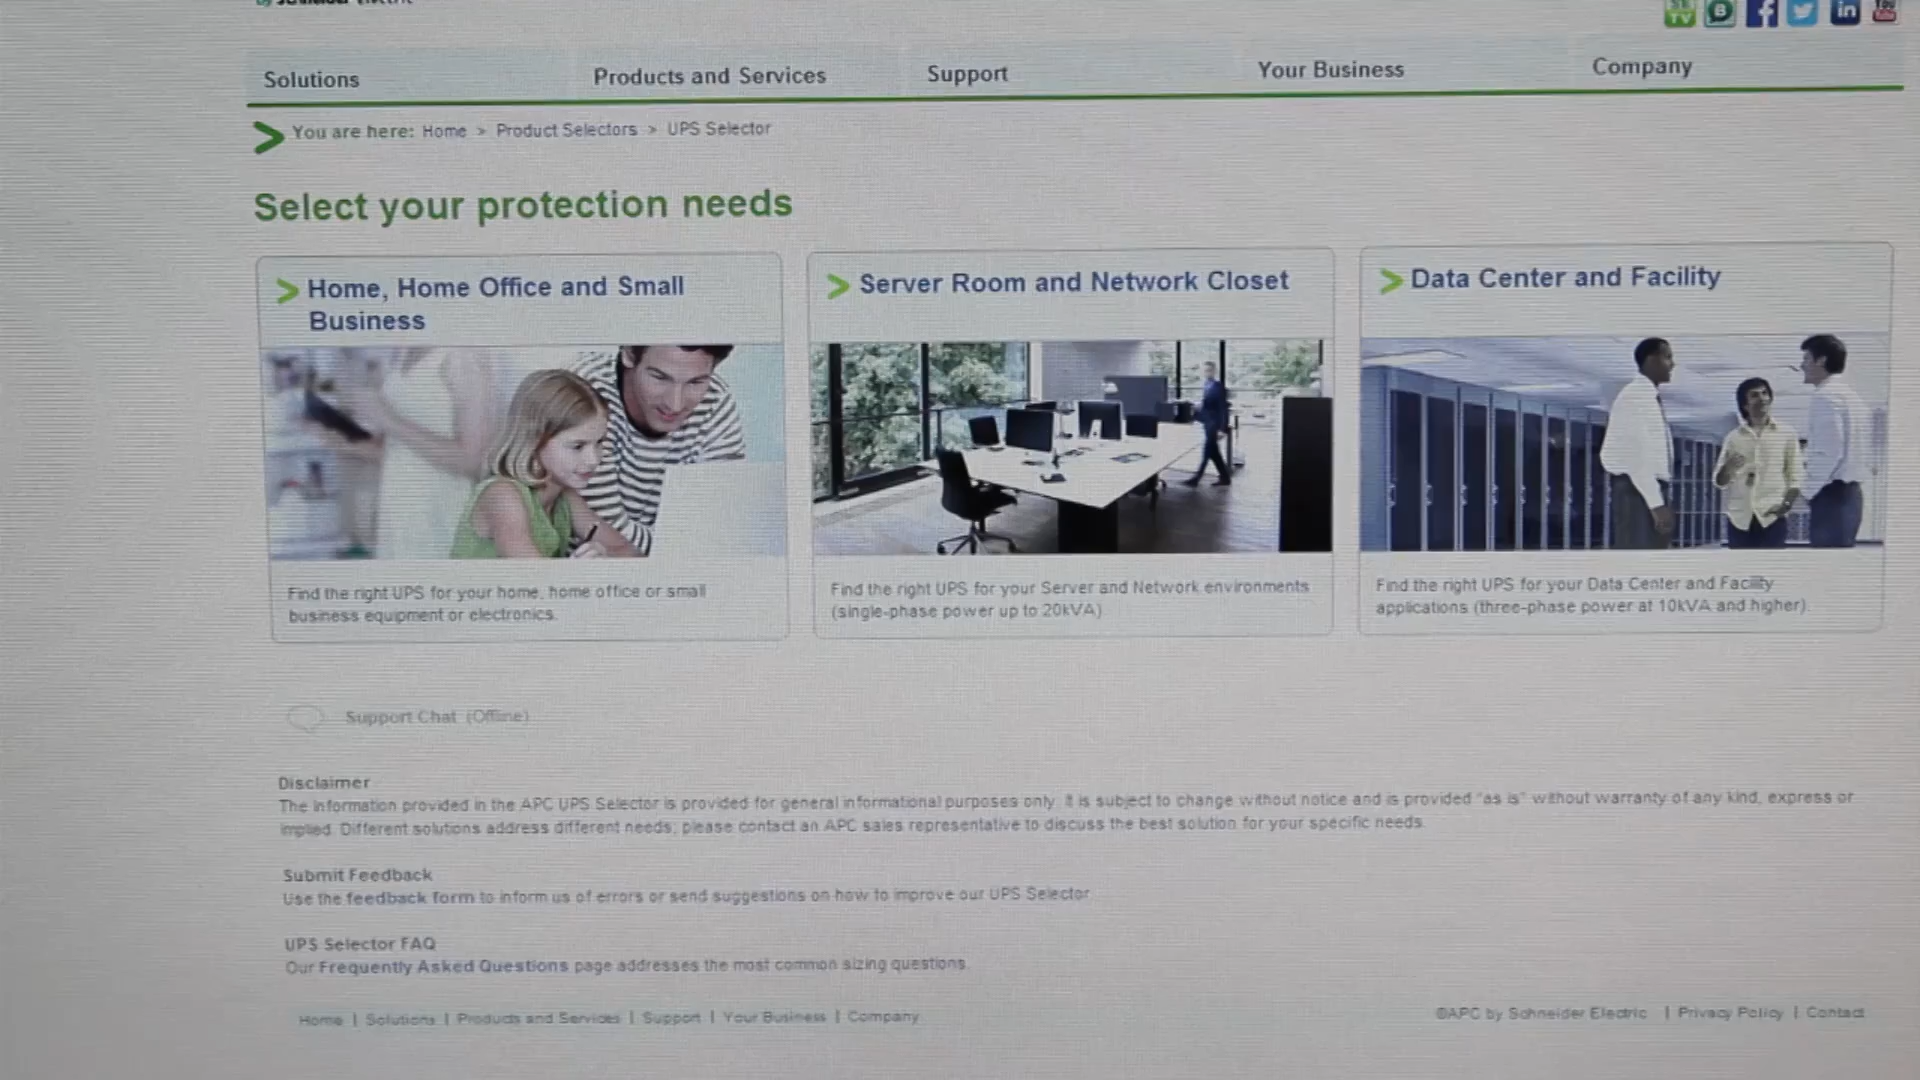 by Schneider Electric
TV
B
f
in
You
Solutions
Products and Services
Support
Your Business
Company
You are here: Home > Product Selectors > UPS Selector
Select your protection needs
Home, Home Office and Small
Business
Server Room and Network Closet
Data Center and Facility
Find the right UPS for your home, home office or small
business equipment or electronics.
Find the right UPS for your Server and Network environments
(single-phase power up to 20kVA)
Find the right UPS for your Data Center and Facility
applications (three-phase power at 10kVA and higher).
Support Chat (Offline)
Disclaimer
The information provided in the APC UPS Selector is provided for general informational purposes only. It is subject to change without notice and is provided "as is" without warranty of any kind, express or
implied. Different solutions address different needs; please contact an APC sales representative to discuss the best solution for your specific needs.
Submit Feedback
Use the feedback form to inform us of errors or send suggestions on how to improve our UPS Selector
UPS Selector FAQ
Our Frequently Asked Questions page addresses the most common sizing questions.
Home | Solutions | Products and Services | Support | Your Business | Company
©APC by Schneider Electric | Privacy Policy | Contact